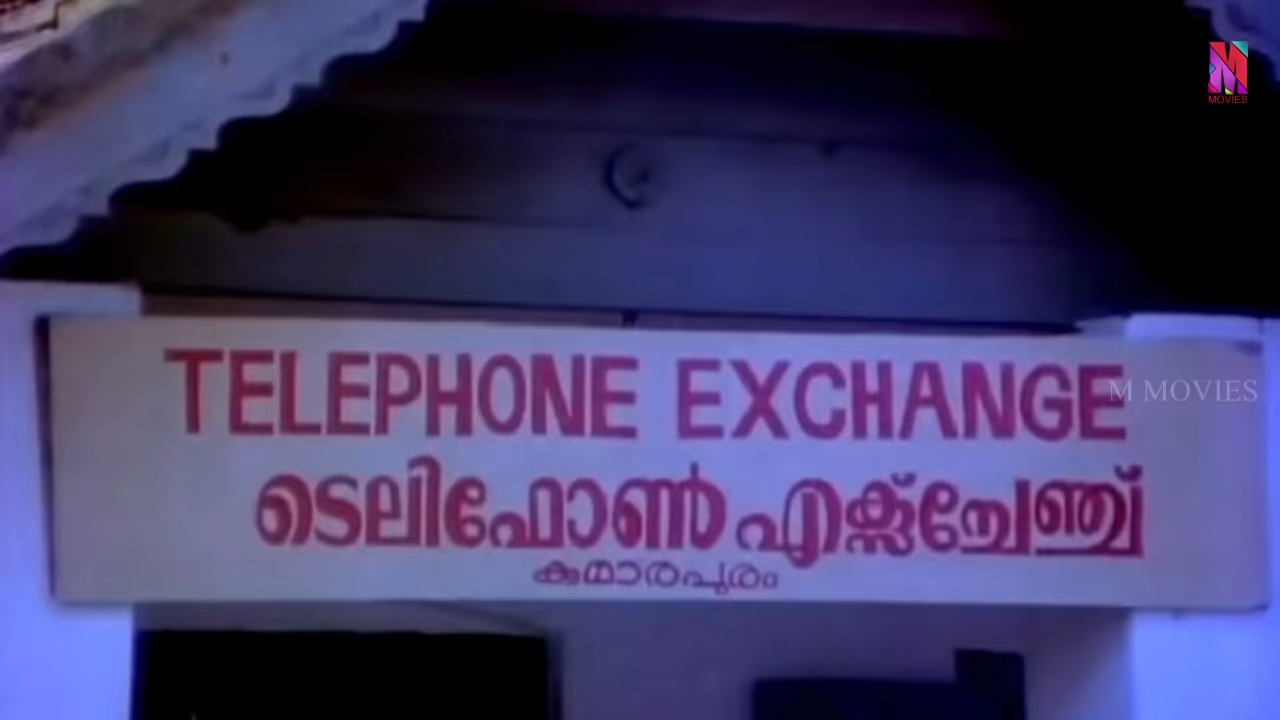 MOVIES
TELEPHONE EXCHANGE
M MOVIES
ടെലിഫോൺ എക്സ്ചേഞ്ച്
കുമാരപുരം